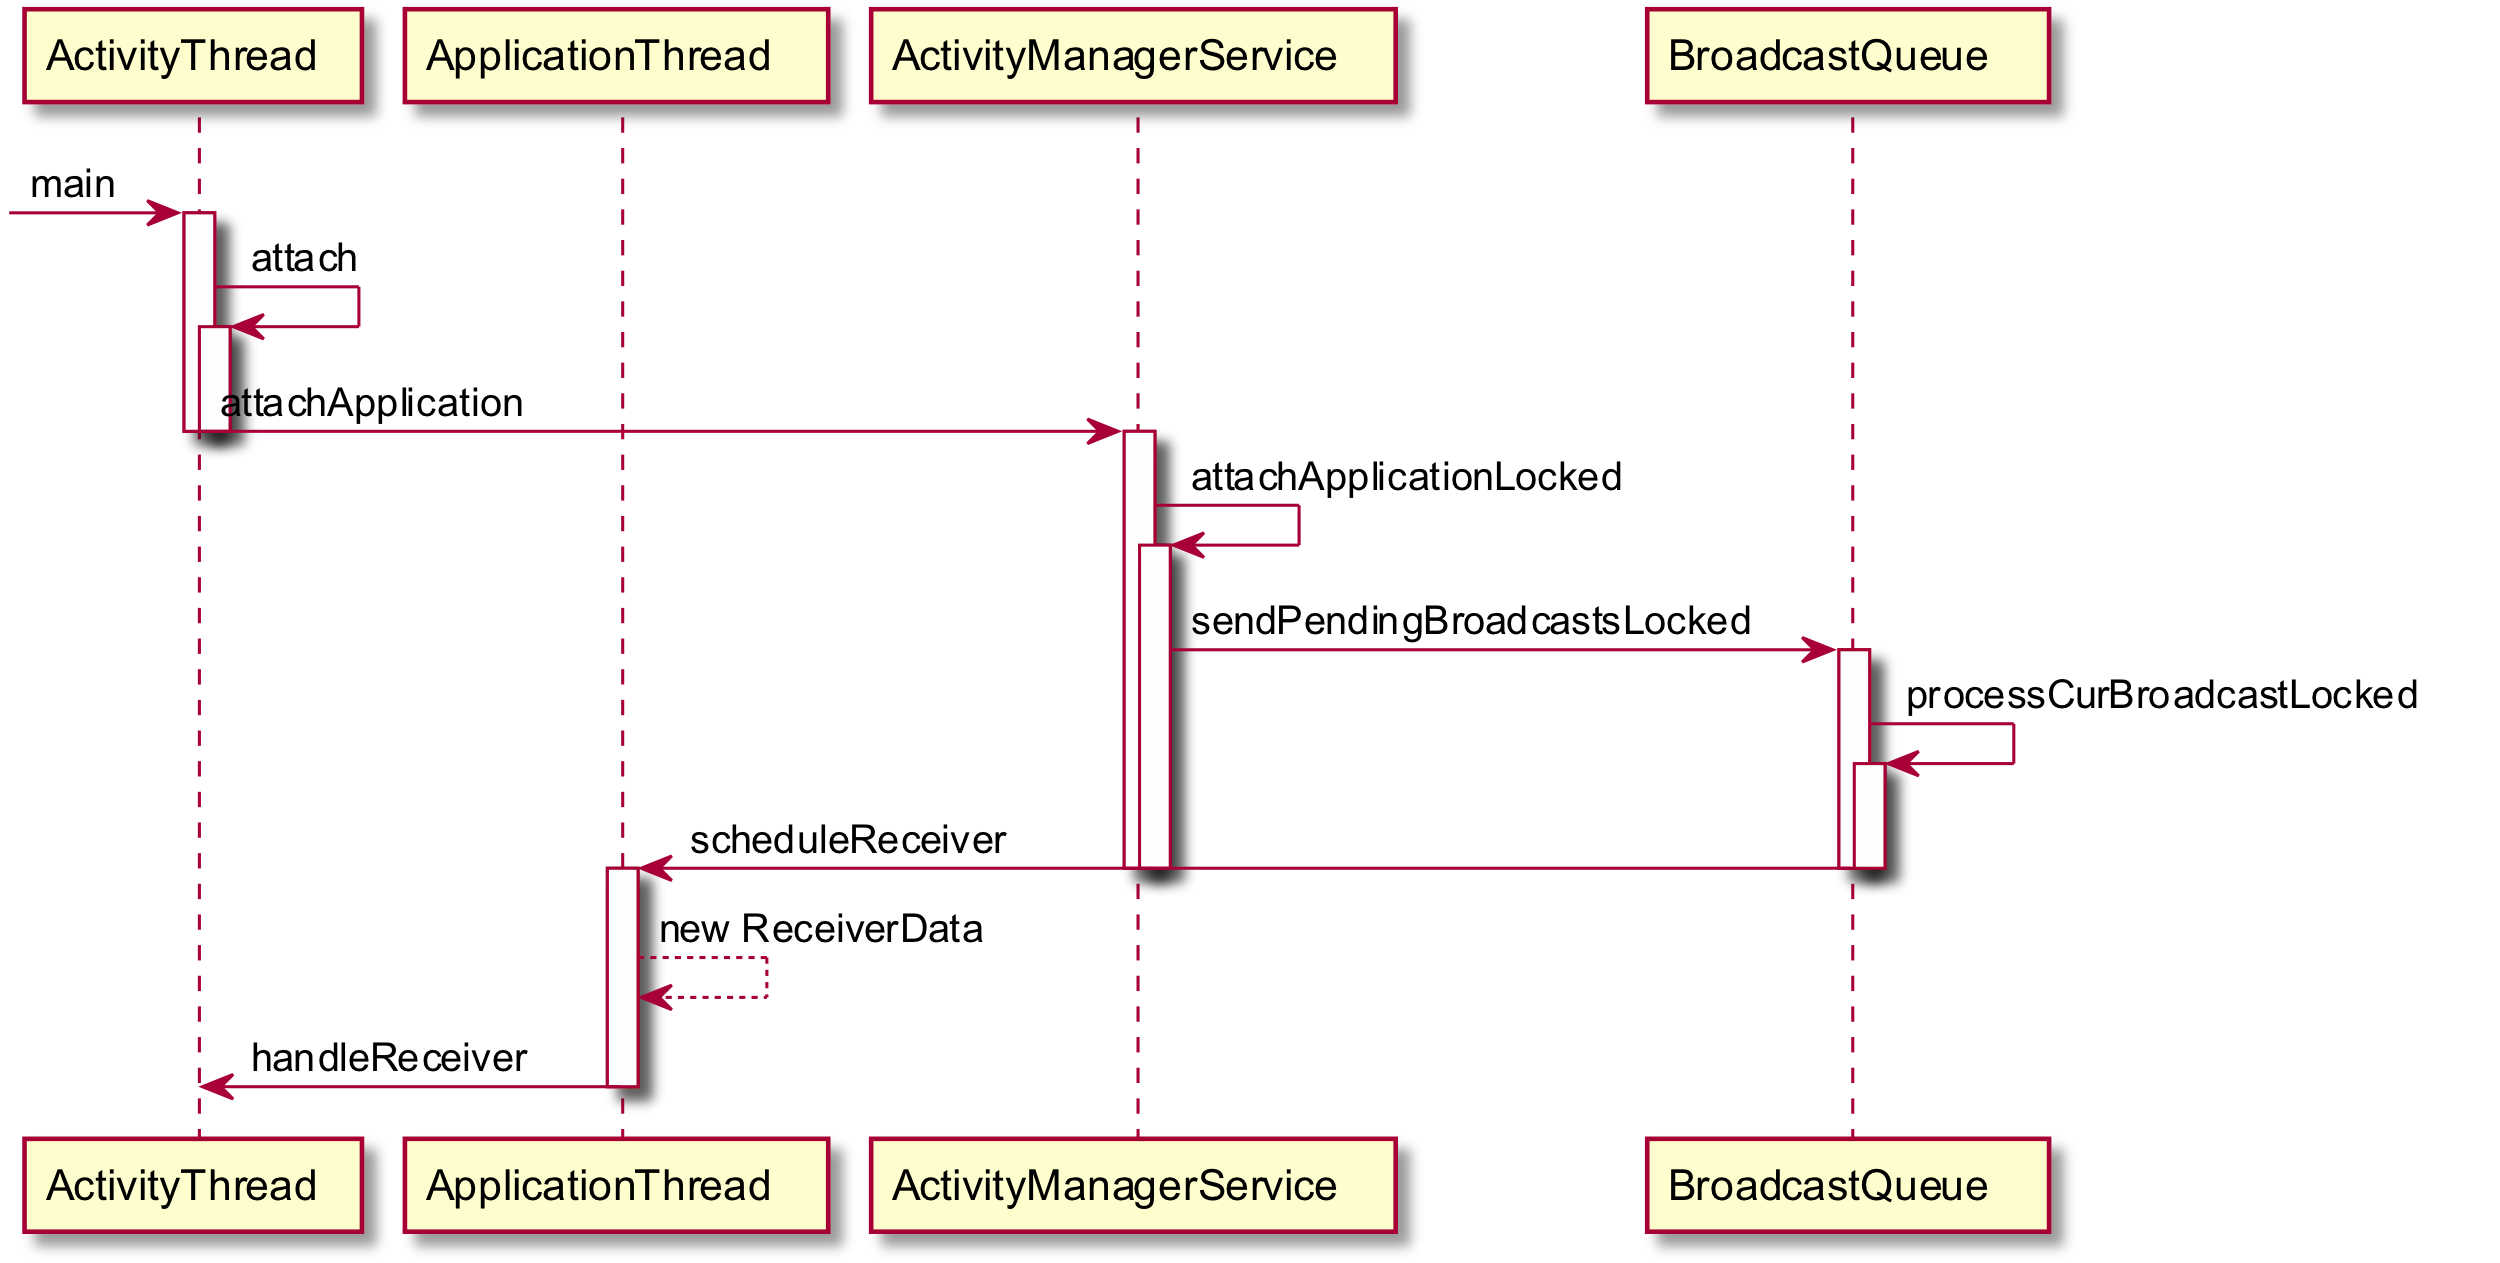 ActivityThread
ApplicationThread
ActivityManagerService
BroadcastQueue
main
attach
attachApplication
attachApplicationLocked
sendPendingBroadcastsLocked
processCurBroadcastLocked
scheduleReceiver
new ReceiverData
handleReceiver
ActivityThread
ApplicationThread
ActivityManagerService
BroadcastQueue